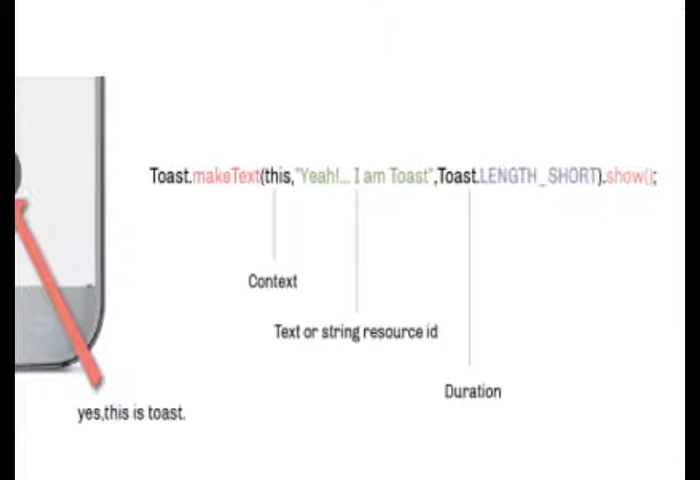 Toast.makeText(this,"Yeah!... I am Toast",Toast.LENGTH_SHORT).show();
Context
Text or string resource id
Duration
yes,this is toast.